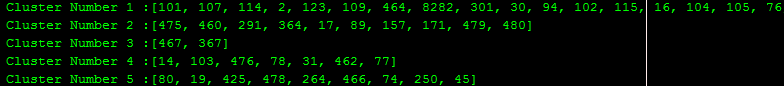 Cluster Number 1 :[101, 107, 114, 2, 123, 109, 464, 8282, 301, 30, 94, 102, 115, 16, 104, 105, 76
Cluster Number 2 :[475, 460, 291, 364, 17, 89, 157, 171, 479, 480]
Cluster Number 3 :[467, 367]
Cluster Number 4 :[14, 103, 476, 78, 31, 462, 77]
Cluster Number 5 :[80, 19, 425, 478, 264, 466, 74, 250, 45]